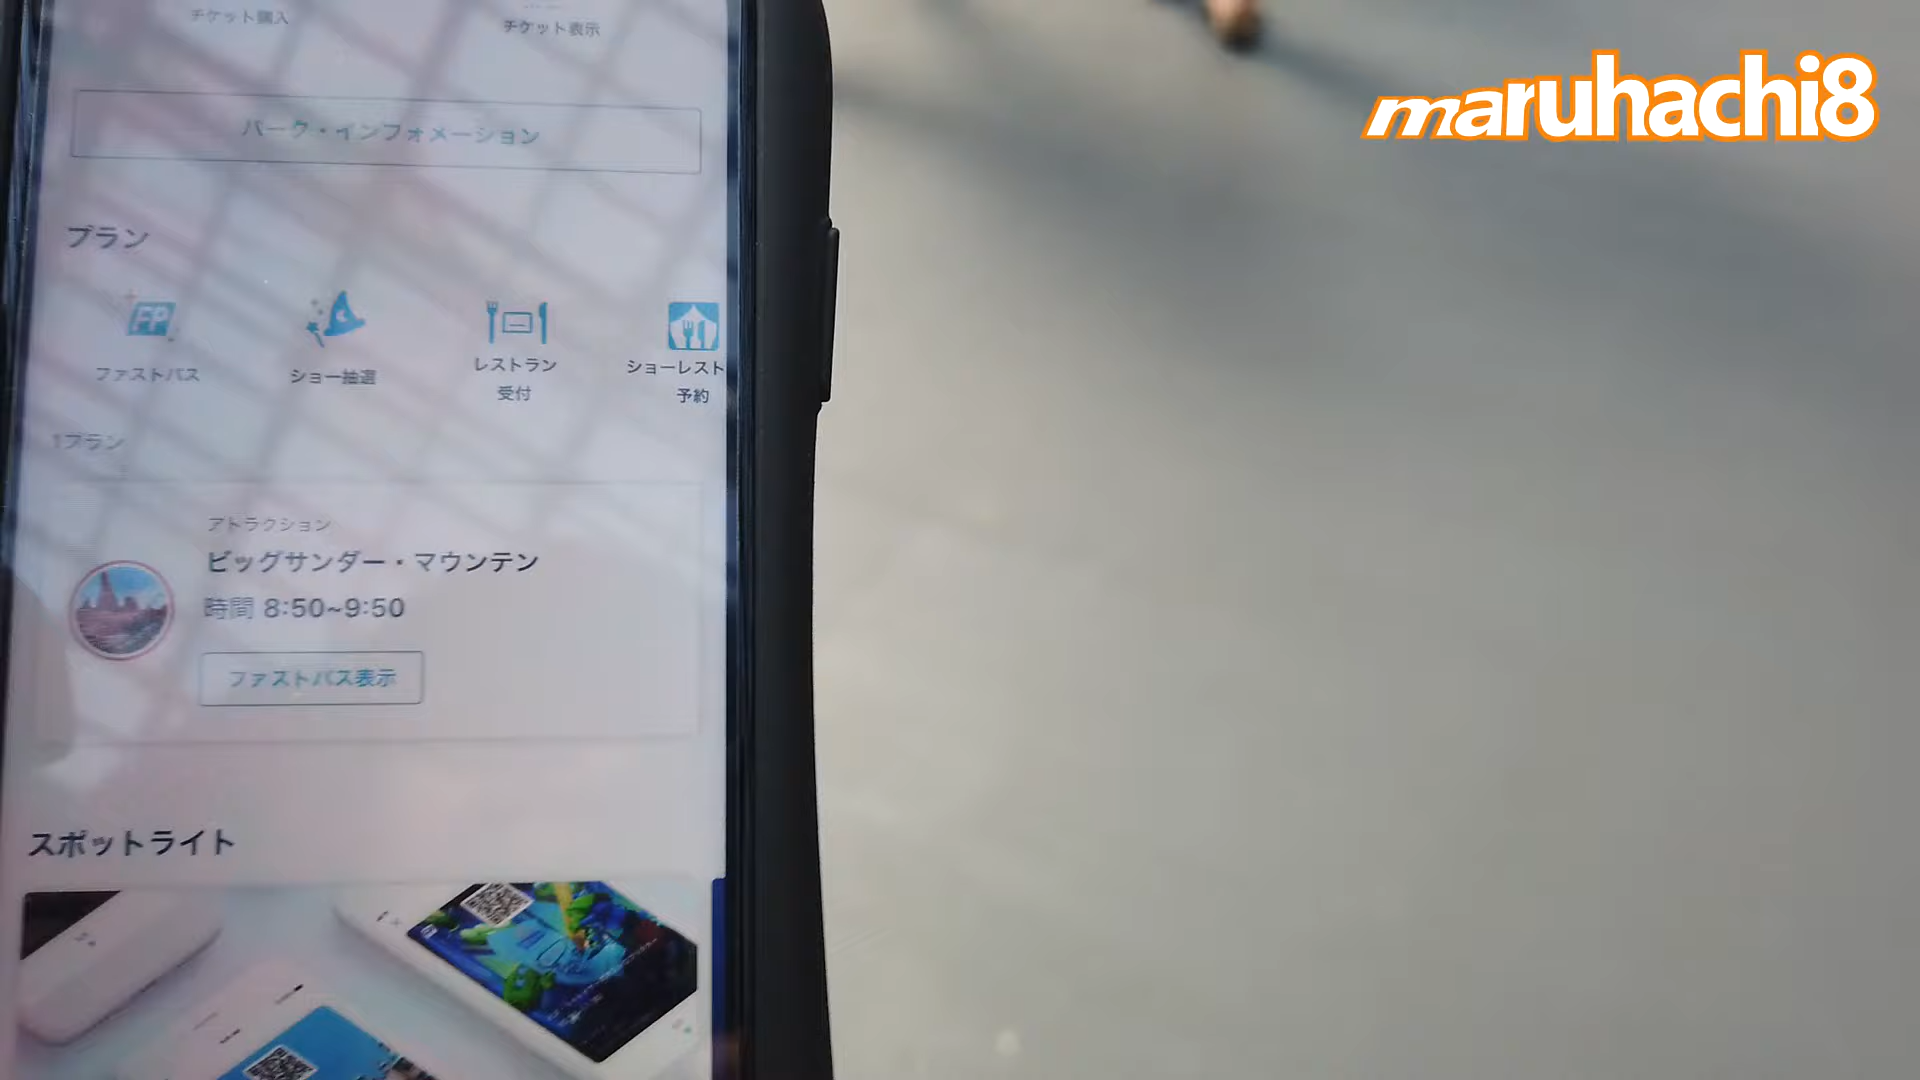 チケット購入
チケット表示
maruhachi8
パーク・インフォメーション
プラン
FP
ファストパス
ショー抽選
レストラン
受付
ショーレスト
予約
1プラン
アトラクション
ビッグサンダー・マウンテン
時間 8:50~9:50
ファストパス表示
スポットライト